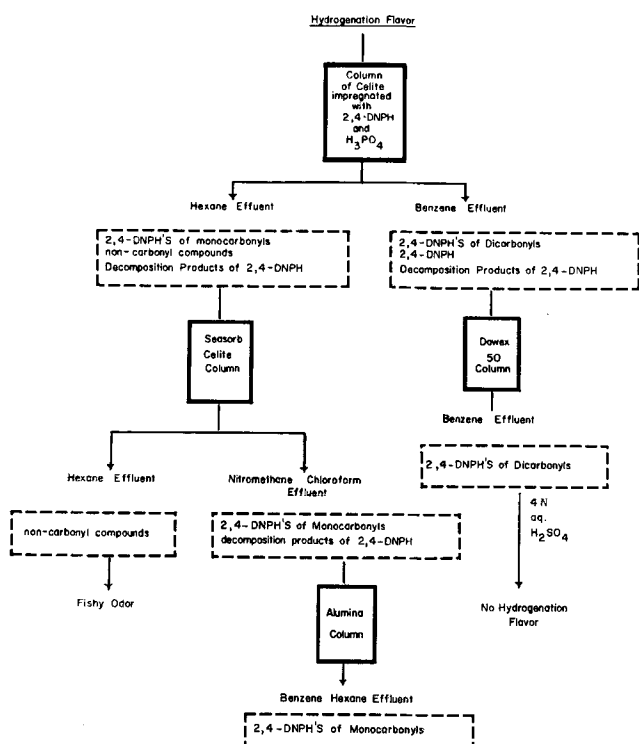 Hydrogenation Flavor
Column
of Celite
impregnated
with
2,4-DNPH
and
H3PO4
Hexane Effuent
Benzene Effluent
2,4-DNPH'S of monocarbonyls
non-carbonyl compounds
Decomposition Products of 2,4-DNPH
2,4-DNPH'S of Dicarbonyls
2,4-DNPH
Decomposition Products of 2,4-DNPH
Seasorb
Celite
Column
Dowex
50
Column
Benzene Effluent
Hexane Effluent
Nitromethane Chloroform
Effluent
2,4-DNPH'S of Dicarbonyls
non-carbonyl compounds
2,4-DNPH'S of Monocarbonyls
decomposition products of 2,4-DNPH
4N
aq.
H2SO4
Fishy Odor
No Hydrogenation
Flavor
Alumina
Column
Benzene Hexane Effluent
2,4-DNPH'S of Monocarbonyls